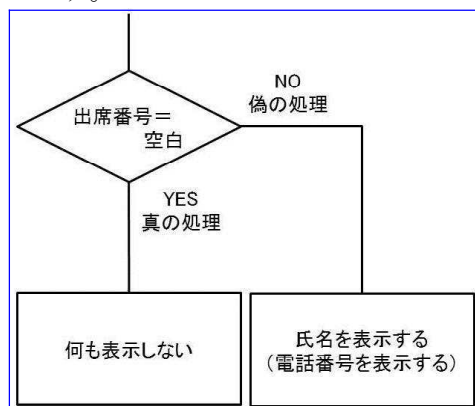 出席番号＝
空白
NO
偽の処理
YES
真の処理
何も表示しない
氏名を表示する
（電話番号を表示する）